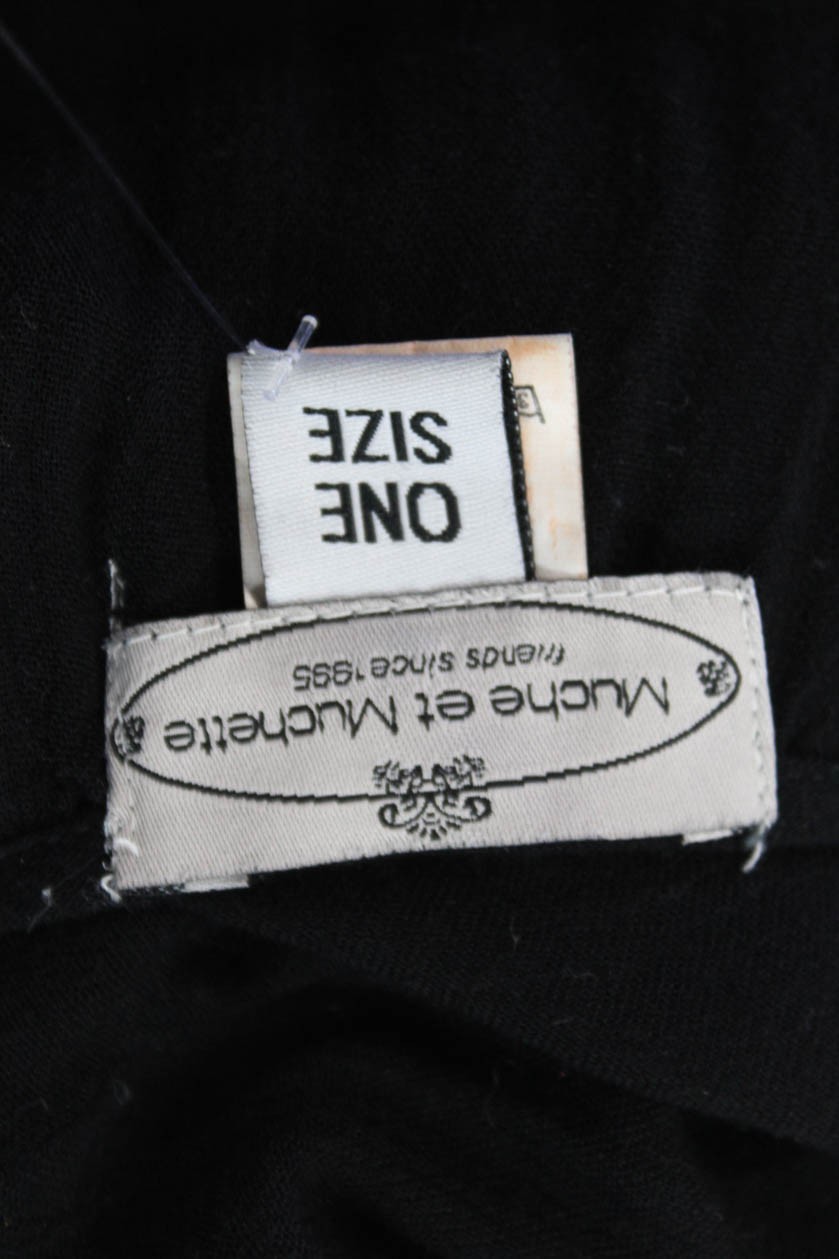 Muche et Muchette
friends since 1995
ONE
SIZE